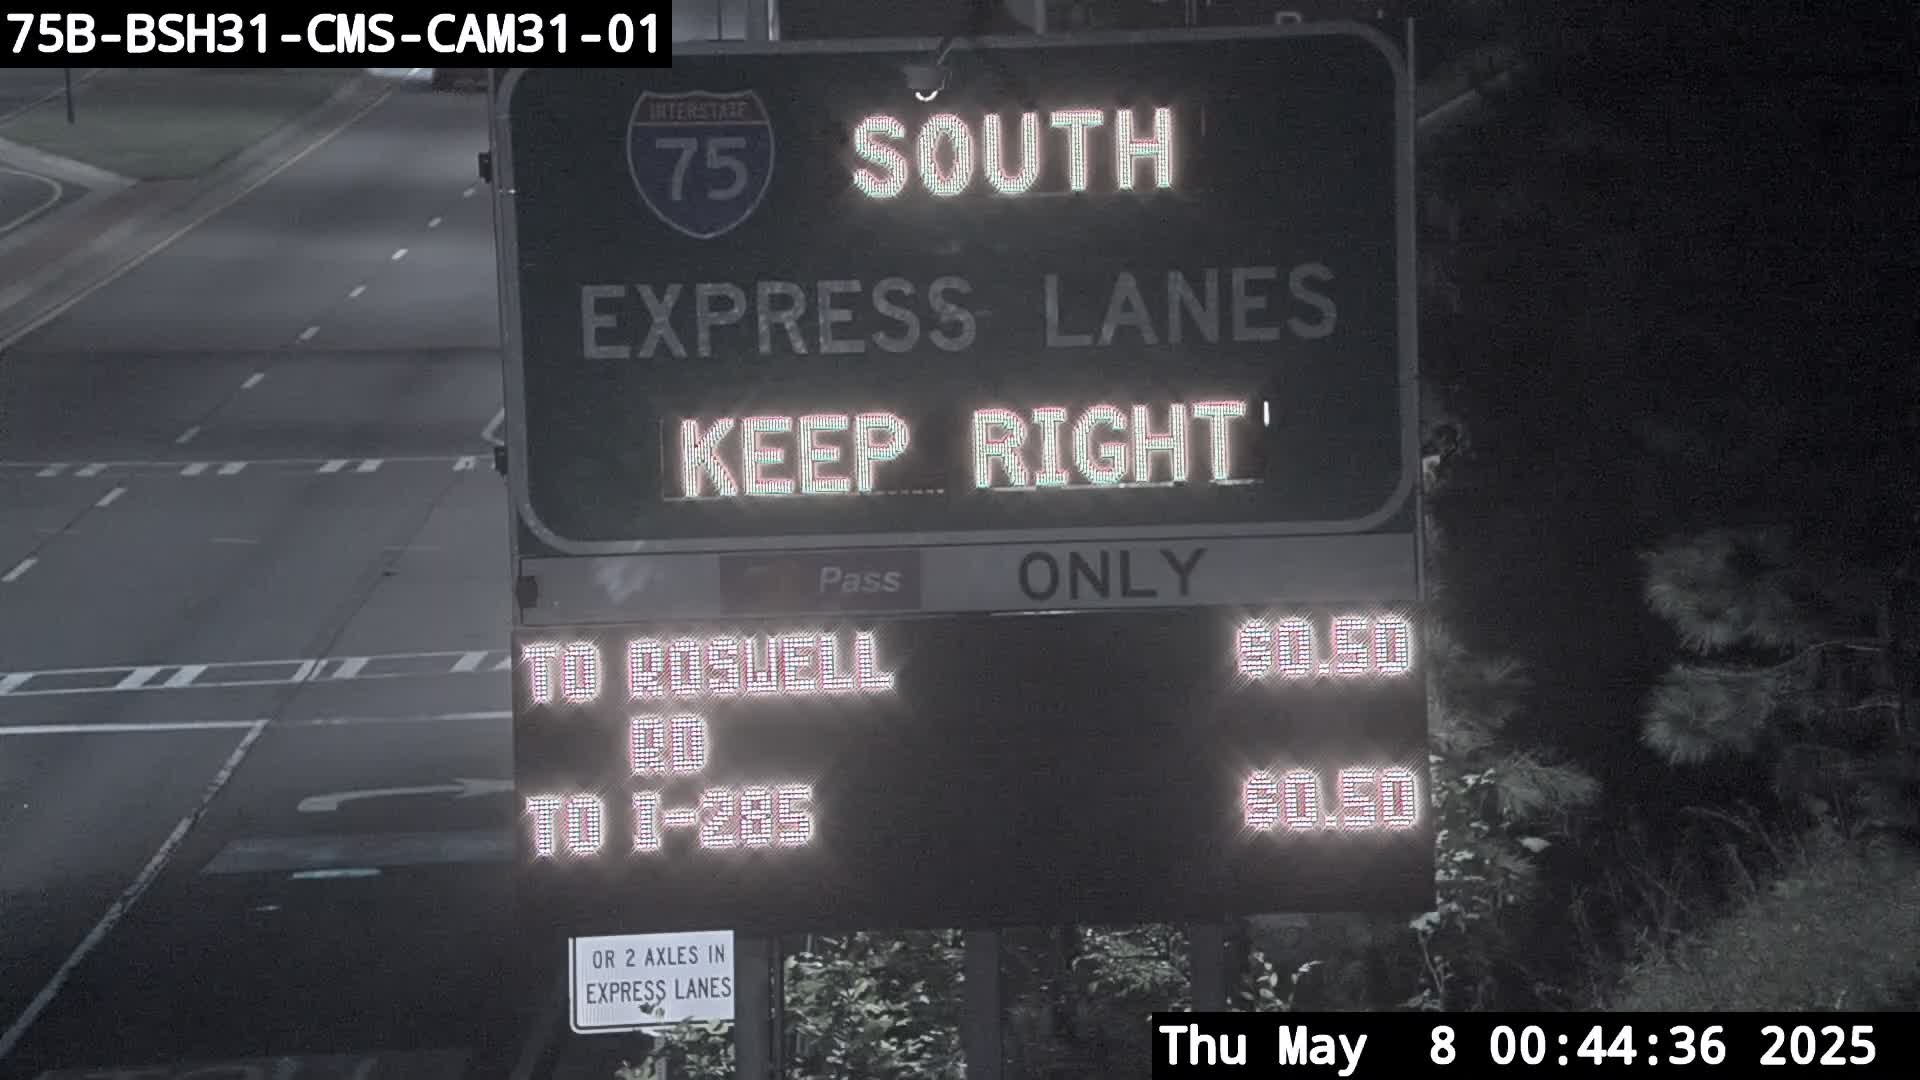 75B-BSH31-CMS-CAM31-01
INTERSTATE
75
SOUTH
EXPRESS LANES
KEEP RIGHT
Pass
ONLY
TO ROSWELL $0.50
RD
TO I-285 $0.50
OR 2 AXLES IN
EXPRESS LANES
Thu May 8 00:44:36 2025